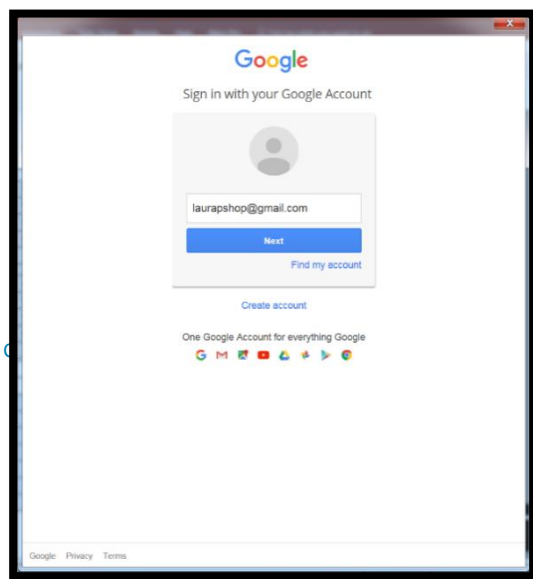 Google
Sign in with your Google Account
laurapshop@gmail.com
Next
Find my account
Create account
One Google Account for everything Google
Google Privacy Terms